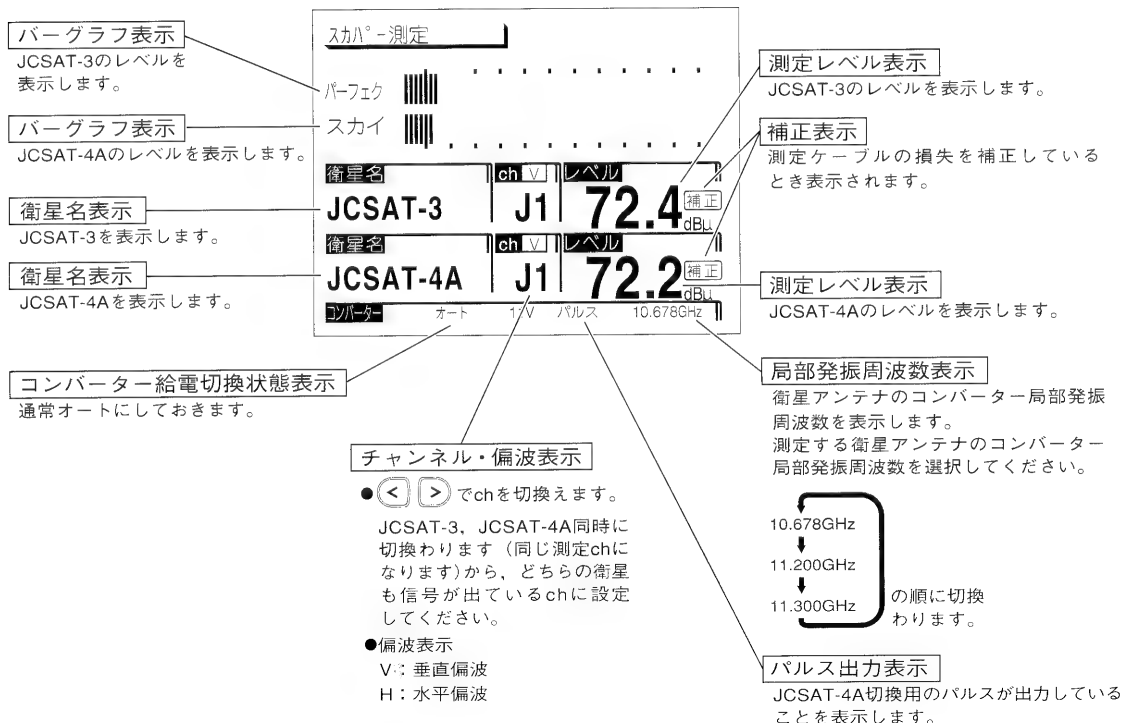 バーグラフ表示
JCSAT-3のレベルを
表示します。
バーグラフ表示
JCSAT-4Aのレベルを表示します。
衛星名表示
JCSAT-3を表示します。
衛星名表示
JCSAT-4Aを表示します。
コンバーター給電切換状態表示
通常オートにしておきます。
スカパー測定
パーフェク
スカイ
衛星名 ch V レベル
JCSAT-3 J1 72.4 補正 dBμ
衛星名 ch V レベル
JCSAT-4A J1 72.2 補正 dBμ
コンバーター オート 11V パルス 10.678GHz
測定レベル表示
JCSAT-3のレベルを表示します。
補正表示
測定ケーブルの損失を補正している
とき表示されます。
測定レベル表示
JCSAT-4Aのレベルを表示します。
局部発振周波数表示
衛星アンテナのコンバーター局部発振
周波数を表示します。
測定する衛星アンテナのコンバーター
局部発振周波数を選択してください。
10.678GHz
11.200GHz
11.300GHz
の順に切換
わります。
チャンネル・偏波表示
●< > でchを切換えます。
JCSAT-3，JCSAT-4A同時に
切換わります（同じ測定chに
なります)から，どちらの衛星
も信号が出ているchに設定
してください。
●偏波表示
V：垂直偏波
H：水平偏波
パルス出力表示
JCSAT-4A切換用のパルスが出力している
ことを表示します。